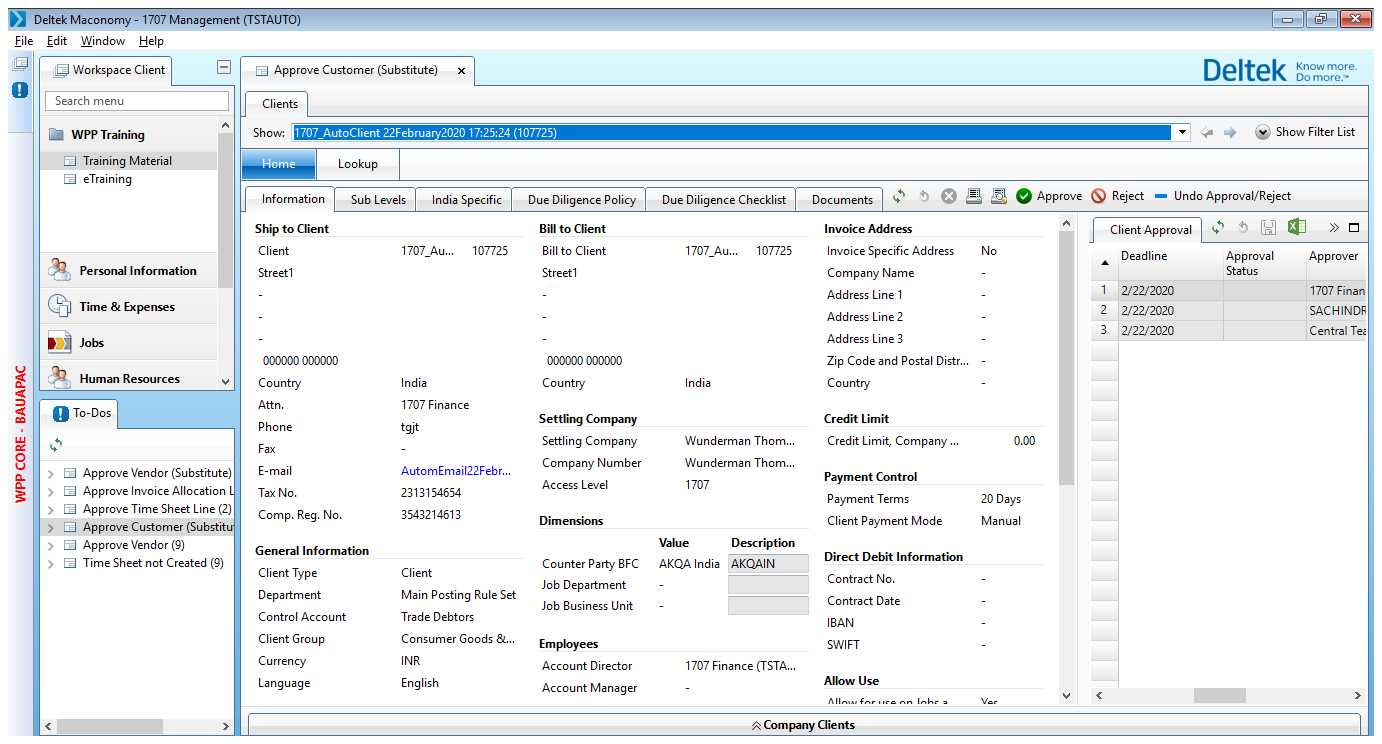 Deltek Maconomy - 1707 Management (TSTAUTO)
File Edit Window Help
Workspace Client
Search menu
WPP Training
Training Material
eTraining
Personal Information
Time & Expenses
Jobs
Human Resources
WPP CORE - BAUAPAC
To-Dos
Approve Vendor (Substitute)
Approve Invoice Allocation L
Approve Time Sheet Line (2)
Approve Customer (Substitu
Approve Vendor (9)
Time Sheet not Created (9)
Approve Customer (Substitute) x
Deltek Know more. Do more.™
Clients
Show: 1707_AutoClient 22February2020 17:25:24 (107725) Show Filter List
Home Lookup
Information Sub Levels India Specific Due Diligence Policy Due Diligence Checklist Documents Approve Reject Undo Approval/Reject
Ship to Client
Client 1707_Au... 107725
Street1
-
-
-
000000 000000
Country India
Attn. 1707 Finance
Phone tgjt
Fax -
E-mail AutomEmail22Febr...
Tax No. 2313154654
Comp. Reg. No. 3543214613
General Information
Client Type Client
Department Main Posting Rule Set
Control Account Trade Debtors
Client Group Consumer Goods &...
Currency INR
Language English
Bill to Client
Bill to Client 1707_Au... 107725
Street1
-
-
-
000000 000000
Country India
Settling Company
Settling Company Wunderman Thom...
Company Number Wunderman Thom...
Access Level 1707
Dimensions
Value Description
Counter Party BFC AKQA India AKQAIN
Job Department -
Job Business Unit -
Employees
Account Director 1707 Finance (TSTA...
Account Manager -
Invoice Address
Invoice Specific Address No
Company Name -
Address Line 1 -
Address Line 2 -
Address Line 3 -
Zip Code and Postal Distr... -
Country -
Credit Limit
Credit Limit, Company ... 0.00
Payment Control
Payment Terms 20 Days
Client Payment Mode Manual
Direct Debit Information
Contract No. -
Contract Date -
IBAN -
SWIFT -
Allow Use
Allow for use on Jobs a Yes
Client Approval
Deadline Approval Status Approver
1 2/22/2020 1707 Finan
2 2/22/2020 SACHINDR
3 2/22/2020 Central Tea
Company Clients